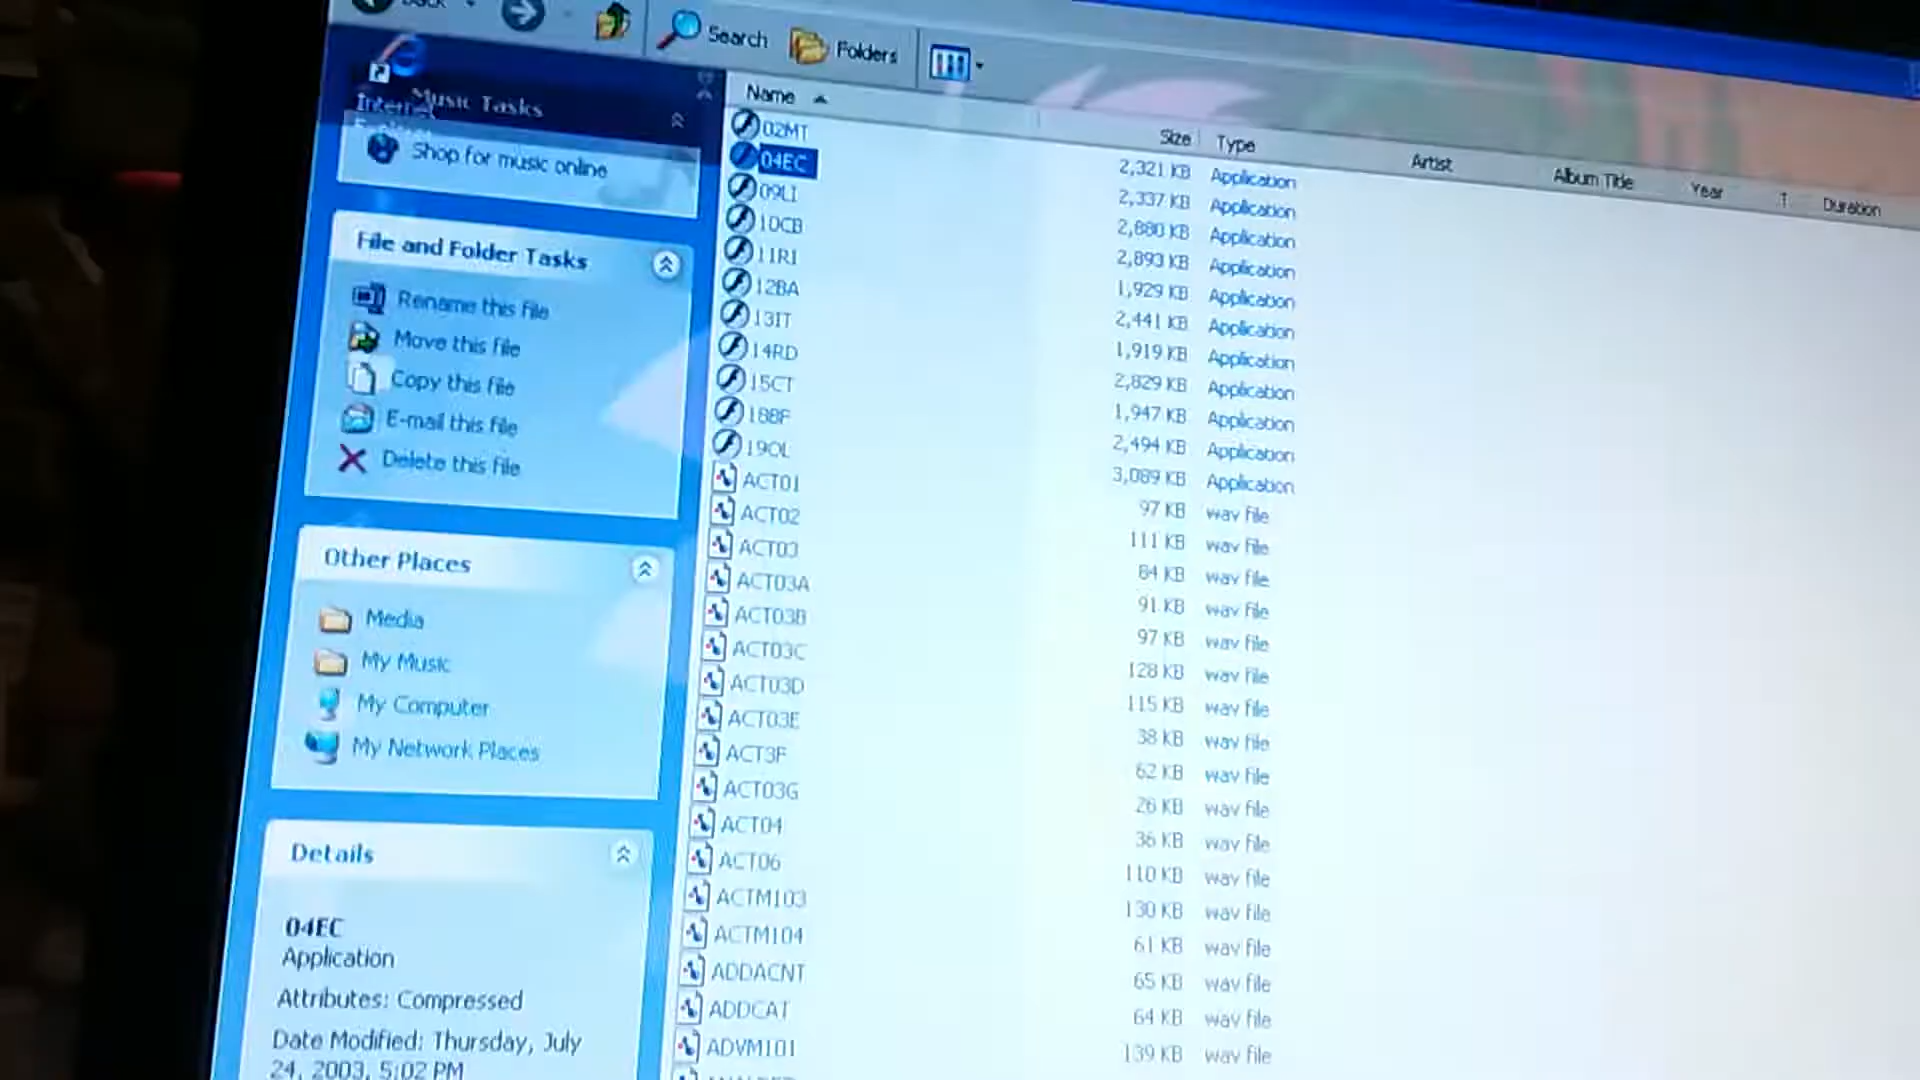 Back
Search
Folders
Internet
Explorer
Music Tasks
Shop for music online
File and Folder Tasks
Rename this file
Move this file
Copy this file
E-mail this file
Delete this file
Other Places
Media
My Music
My Computer
My Network Places
Details
04EC
Application
Attributes: Compressed
Date Modified: Thursday, July
24, 2003, 5:02 PM
Name Size Type Artist Album Title Year T Duration
02MT 2,321 KB Application
04EC 2,337 KB Application
09LI 2,880 KB Application
10CB 2,893 KB Application
11RI 1,929 KB Application
12BA 2,441 KB Application
13IT 1,919 KB Application
14RD 2,829 KB Application
15CT 1,947 KB Application
18BF 2,494 KB Application
19OL 3,089 KB Application
ACT01 97 KB wav file
ACT02 111 KB wav file
ACT03 84 KB wav file
ACT03A 91 KB wav file
ACT03B 97 KB wav file
ACT03C 128 KB wav file
ACT03D 115 KB wav file
ACT03E 38 KB wav file
ACT3F 62 KB wav file
ACT03G 26 KB wav file
ACT04 36 KB wav file
ACT06 110 KB wav file
ACTM103 130 KB wav file
ACTM104 61 KB wav file
ADDACNT 65 KB wav file
ADDCAT 64 KB wav file
ADVM101 139 KB wav file